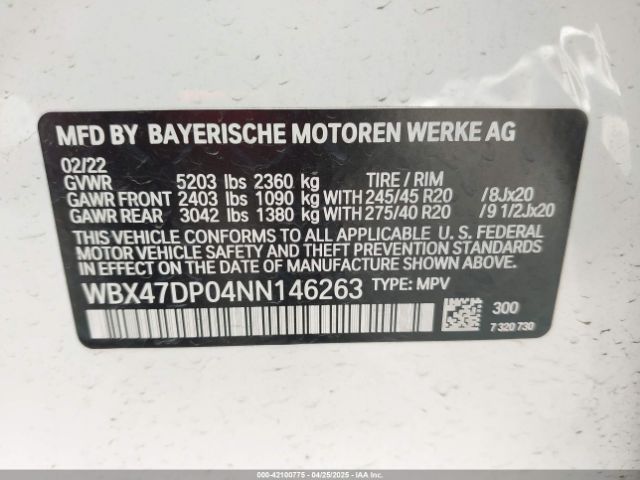 MFD BY BAYERISCHE MOTOREN WERKE AG
02/22
GVWR 5203 lbs 2360 kg TIRE / RIM
GAWR FRONT 2403 lbs 1090 kg WITH 245/45 R20 /8Jx20
GAWR REAR 3042 lbs 1380 kg WITH 275/40 R20 /9 1/2Jx20
THIS VEHICLE CONFORMS TO ALL APPLICABLE U. S. FEDERAL
MOTOR VEHICLE SAFETY AND THEFT PREVENTION STANDARDS
IN EFFECT ON THE DATE OF MANUFACTURE SHOWN ABOVE.
WBX47DP04NN146263 TYPE: MPV
300
7 320 730
000-42100775 - 04/25/2025 - COPYRIGHT IAA, LLC.